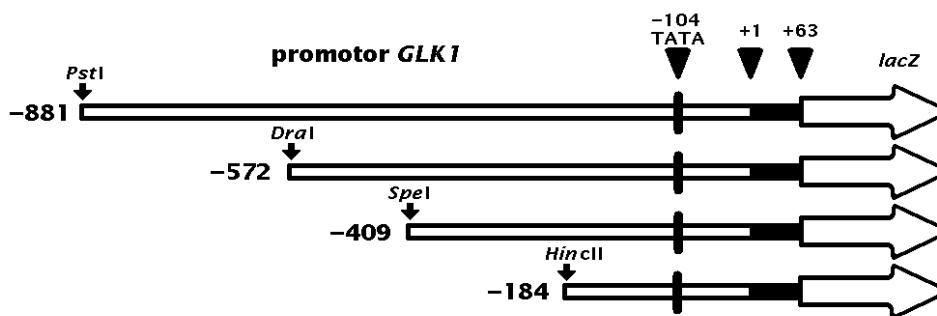 −104
TATA
+1
+63
promotor GLK1
lacZ
PstI
−881
DraI
−572
SpeI
−409
HincII
−184